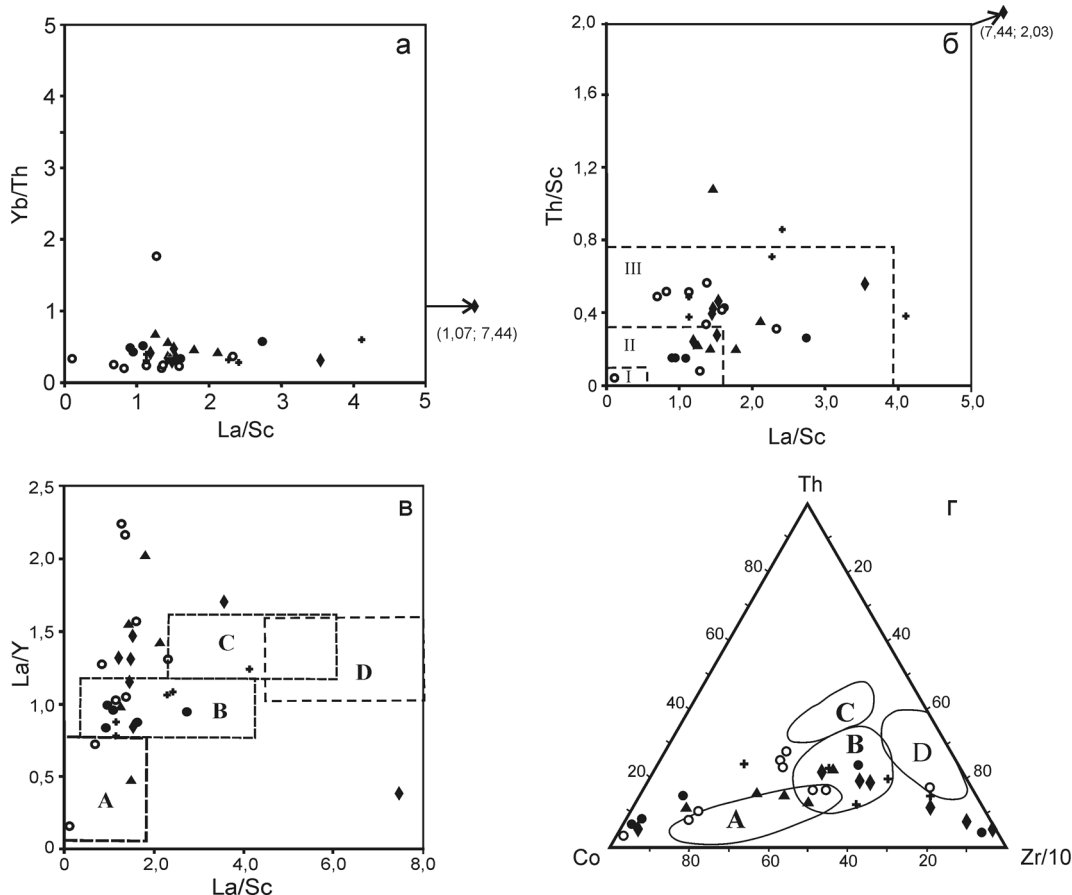 а
Yb/Th
5
4
3
2
1
0
0 1 2 3 4 5
La/Sc
(1,07; 7,44)
б
(7,44; 2,03)
Th/Sc
2,0
1,6
1,2
0,8
0,4
0
III
II
I
0 1,0 2,0 3,0 4,0 5,0
La/Sc
в
La/Y
2,5
2,0
1,5
1,0
0,5
0
C
D
B
A
0 2,0 4,0 6,0 8,0
La/Sc
г
Th
80 20
60 40
40 60
20 80
C
B
D
A
80 60 40 20
Co Zr/10